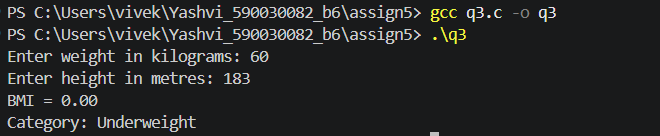 PS C:\Users\vivek\Yashvi_590030082_b6\assign5> gcc q3.c -o q3
PS C:\Users\vivek\Yashvi_590030082_b6\assign5> .\q3
Enter weight in kilograms: 60
Enter height in metres: 183
BMI = 0.00
Category: Underweight